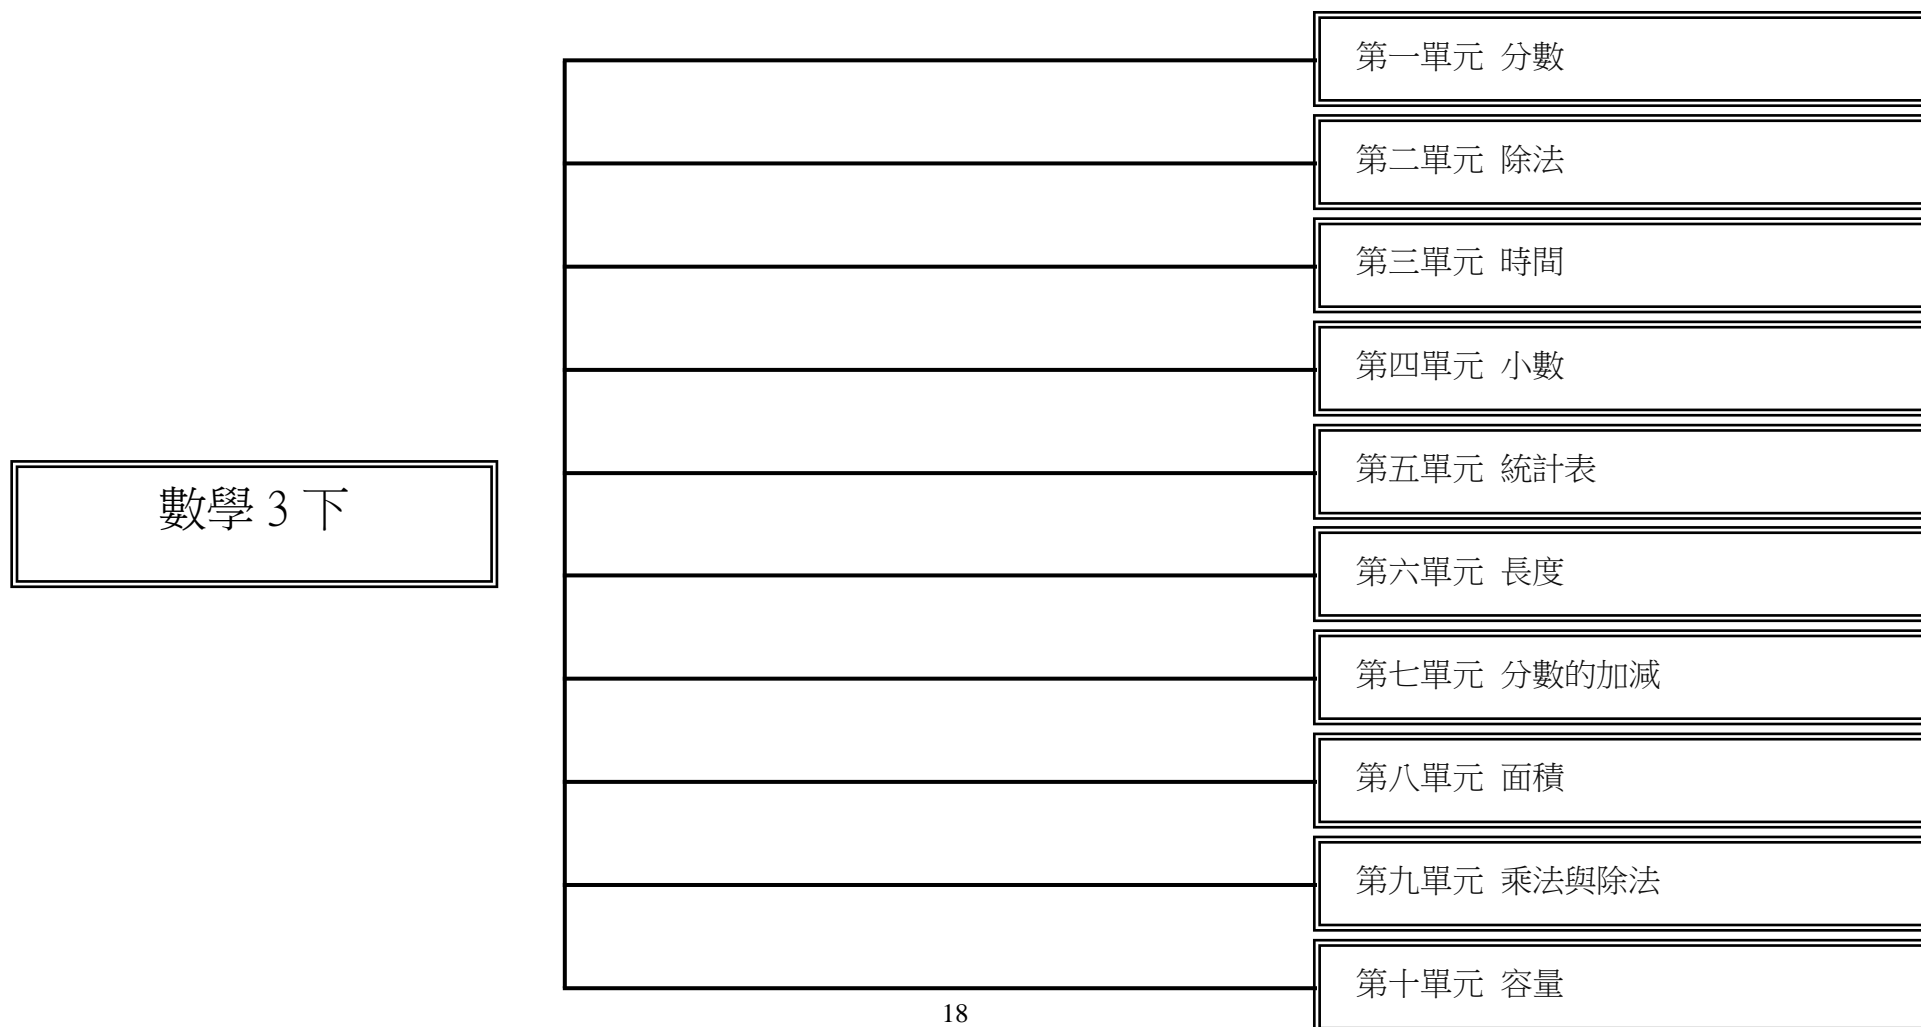 第一單元 分數
第二單元 除法
第三單元 時間
第四單元 小數
第五單元 統計表
數學 3 下
第六單元 長度
第七單元 分數的加減
第八單元 面積
第九單元 乘法與除法
第十單元 容量
18